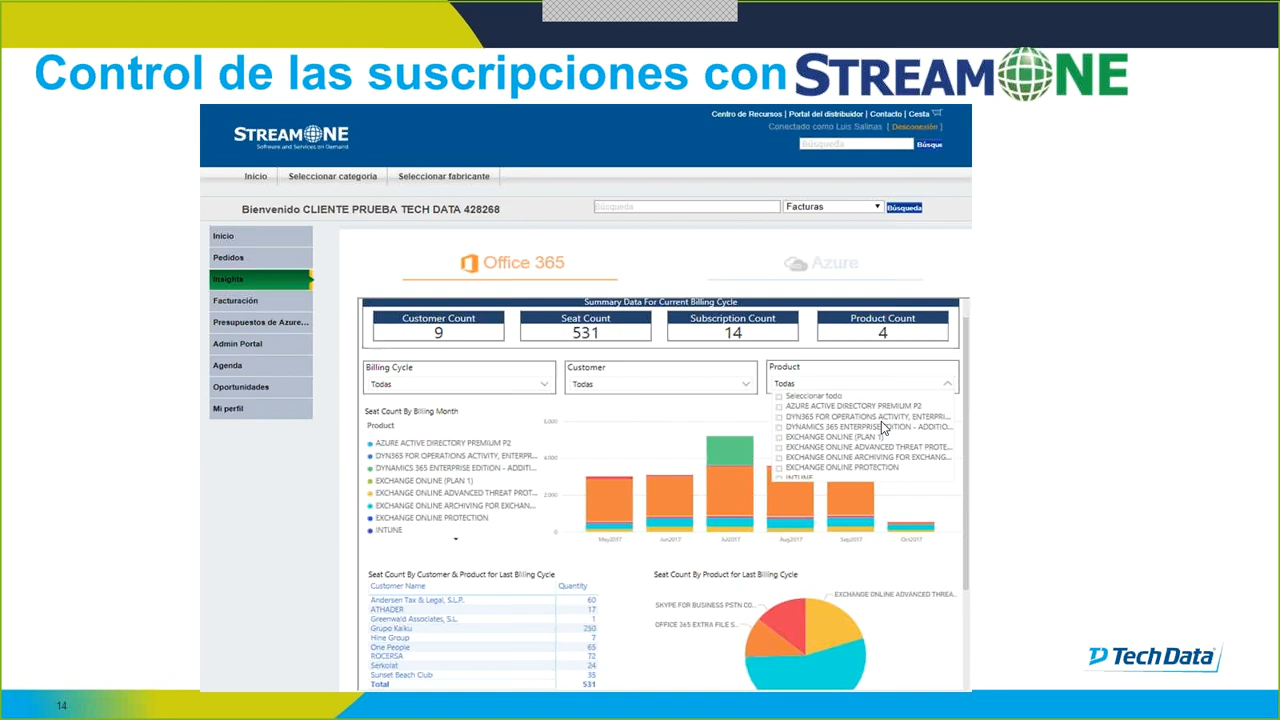 Control de las suscripciones con STREAMONE
Centro de Recursos | Portal del distribuidor | Contacto | Cesta
STREAMONE
Software and Services on Demand
Conectado como Luis Salinas [ Desconexión ]
Búsqueda Búsque
Inicio Seleccionar categoria Seleccionar fabricante
Bienvenido CLIENTE PRUEBA TECH DATA 428268
Búsqueda Facturas Búsqueda
Inicio
Pedidos
Insights
Facturación
Presupuestos de Azure...
Admin Portal
Agenda
Oportunidades
Mi perfil
Office 365 Azure
Summary Data For Current Billing Cycle
Customer Count Seat Count Subscription Count Product Count
9 531 14 4
Billing Cycle Customer Product
Todas Todas Todas
Seleccionar todo
AZURE ACTIVE DIRECTORY PREMIUM P2
DYN365 FOR OPERATIONS ACTIVITY, ENTERPRI...
DYNAMICS 365 ENTERPRISE EDITION - ADDITIO...
EXCHANGE ONLINE (PLAN 1)
EXCHANGE ONLINE ADVANCED THREAT PROTE...
EXCHANGE ONLINE ARCHIVING FOR EXCHANG...
EXCHANGE ONLINE PROTECTION
INTUNE
Seat Count By Billing Month
Product
AZURE ACTIVE DIRECTORY PREMIUM P2
DYN365 FOR OPERATIONS ACTIVITY, ENTERPR...
DYNAMICS 365 ENTERPRISE EDITION - ADDITI...
EXCHANGE ONLINE (PLAN 1)
EXCHANGE ONLINE ADVANCED THREAT PROT...
EXCHANGE ONLINE ARCHIVING FOR EXCHAN...
EXCHANGE ONLINE PROTECTION
INTUNE
6.000
4.000
2.000
0
May2017 Jun2017 Jul2017 Aug2017 Sep2017 Oct2017
Seat Count By Customer & Product for Last Billing Cycle
Customer Name Quantity
Andersen Tax & Legal, S.L.P. 60
ATHADER 17
Greenwald Associates, S.L. 1
Grupo Kaiku 250
Hine Group 7
One People 65
ROCERSA 72
Serkolat 24
Sunset Beach Club 35
Total 531
Seat Count By Product for Last Billing Cycle
EXCHANGE ONLINE ADVANCED THREA...
SKYPE FOR BUSINESS PSTN CO...
OFFICE 365 EXTRA FILE S...
Tech Data
14